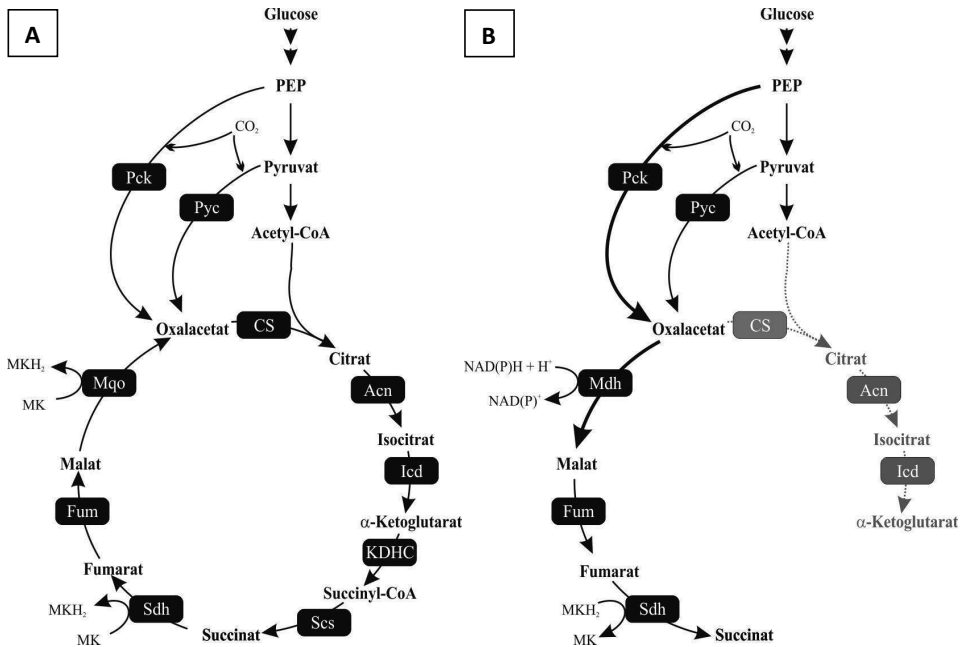 A
Glucose
PEP
CO₂
Pck
Pyruvat
Pyc
Acetyl-CoA
Oxalacetat
CS
Citrat
MKH₂
Mqo
MK
Acn
Isocitrat
Malat
Icd
Fum
α-Ketoglutarat
KDHC
Fumarat
Succinyl-CoA
MKH₂
Sdh
Scs
MK
Succinat
B
Glucose
PEP
CO₂
Pck
Pyruvat
Pyc
Acetyl-CoA
Oxalacetat
CS
Citrat
NAD(P)H + H⁺
Mdh
NAD(P)⁺
Acn
Isocitrat
Malat
Icd
Fum
α-Ketoglutarat
Fumarat
MKH₂
Sdh
MK
Succinat